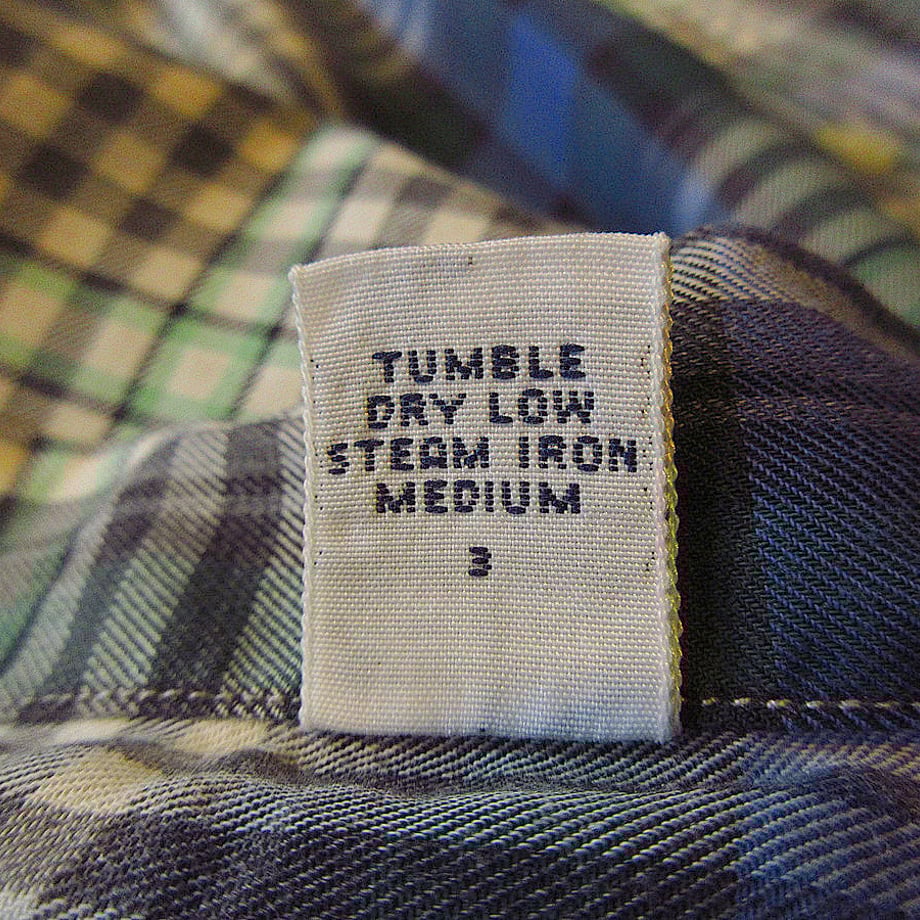 TUMBLE
DRY LOW
STEAM IRON
MEDIUM
3